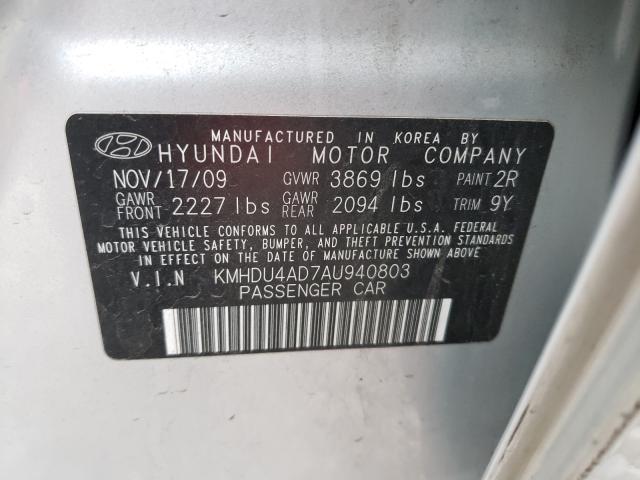 MANUFACTURED IN KOREA BY
HYUNDAI MOTOR COMPANY
NOV/17/09 GVWR 3869 lbs PAINT 2R
GAWR FRONT 2227 lbs GAWR REAR 2094 lbs TRIM 9Y
THIS VEHICLE CONFORMS TO ALL APPLICABLE U.S.A. FEDERAL
MOTOR VEHICLE SAFETY, BUMPER, AND THEFT PREVENTION STANDARDS
IN EFFECT ON THE DATE OF MANUFACTURE SHOWN ABOVE
V.I.N KMHDU4AD7AU940803
PASSENGER CAR